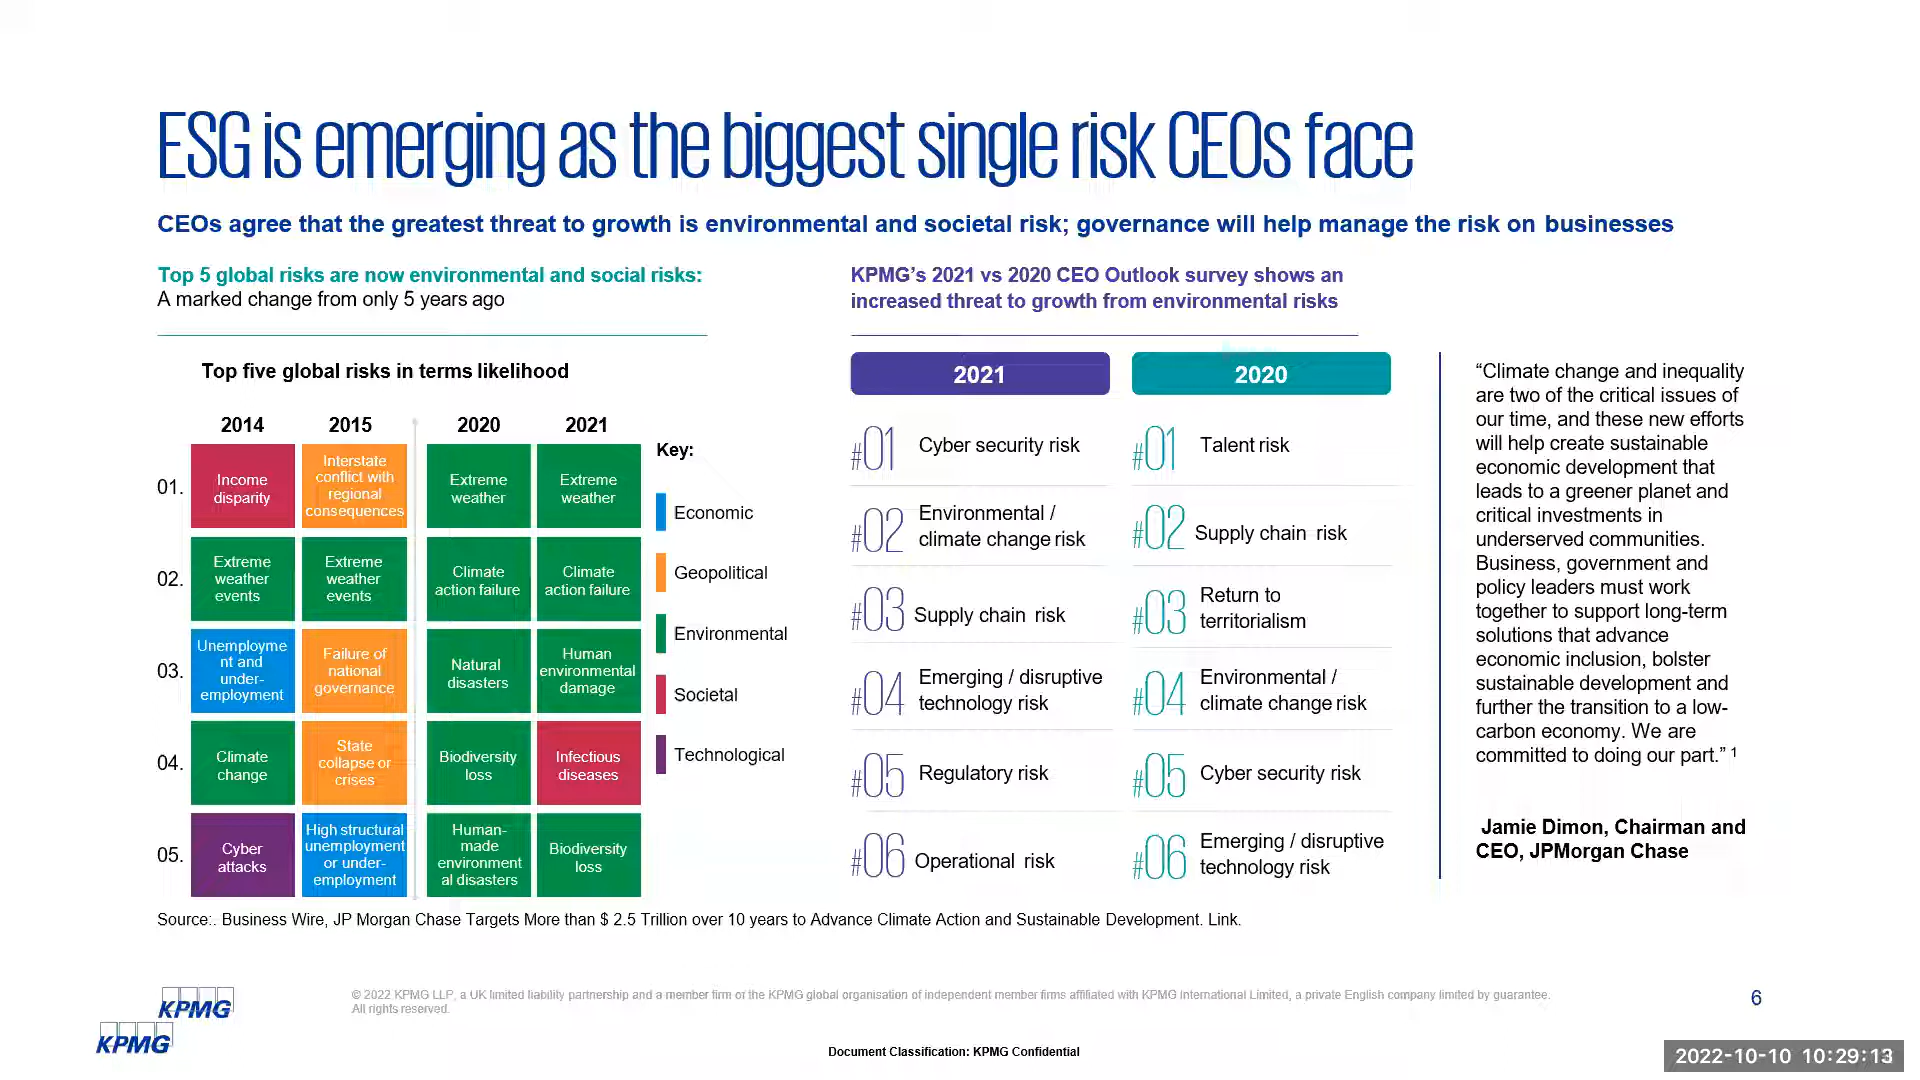 ESG is emerging as the biggest single risk CEOs face
CEOs agree that the greatest threat to growth is environmental and societal risk; governance will help manage the risk on businesses
Top 5 global risks are now environmental and social risks:
A marked change from only 5 years ago
Top five global risks in terms likelihood
2014
2015
2020
2021
01.
Income
disparity
Interstate
conflict with
regional
consequences
Extreme
weather
Extreme
weather
02.
Extreme
weather
events
Extreme
weather
events
Climate
action failure
Climate
action failure
03.
Unemployme
nt and
under-
employment
Failure of
national
governance
Natural
disasters
Human
environmental
damage
04.
Climate
change
State
collapse or
crises
Biodiversity
loss
Infectious
diseases
05.
Cyber
attacks
High structural
unemployment
or under-
employment
Human-
made
environment
al disasters
Biodiversity
loss
Key:
Economic
Geopolitical
Environmental
Societal
Technological
KPMG’s 2021 vs 2020 CEO Outlook survey shows an
increased threat to growth from environmental risks
2021
#01 Cyber security risk
#02 Environmental /
climate change risk
#03 Supply chain risk
#04 Emerging / disruptive
technology risk
#05 Regulatory risk
#06 Operational risk
2020
#01 Talent risk
#02 Supply chain risk
#03 Return to
territorialism
#04 Environmental /
climate change risk
#05 Cyber security risk
#06 Emerging / disruptive
technology risk
“Climate change and inequality
are two of the critical issues of
our time, and these new efforts
will help create sustainable
economic development that
leads to a greener planet and
critical investments in
underserved communities.
Business, government and
policy leaders must work
together to support long-term
solutions that advance
economic inclusion, bolster
sustainable development and
further the transition to a low-
carbon economy. We are
committed to doing our part.” 1
Jamie Dimon, Chairman and
CEO, JPMorgan Chase
Source:. Business Wire, JP Morgan Chase Targets More than $ 2.5 Trillion over 10 years to Advance Climate Action and Sustainable Development. Link.
KPMG
KPMG
© 2022 KPMG LLP, a UK limited liability partnership and a member firm of the KPMG global organisation of independent member firms affiliated with KPMG International Limited, a private English company limited by guarantee.
All rights reserved.
6
Document Classification: KPMG Confidential
2022-10-10 10:29:13